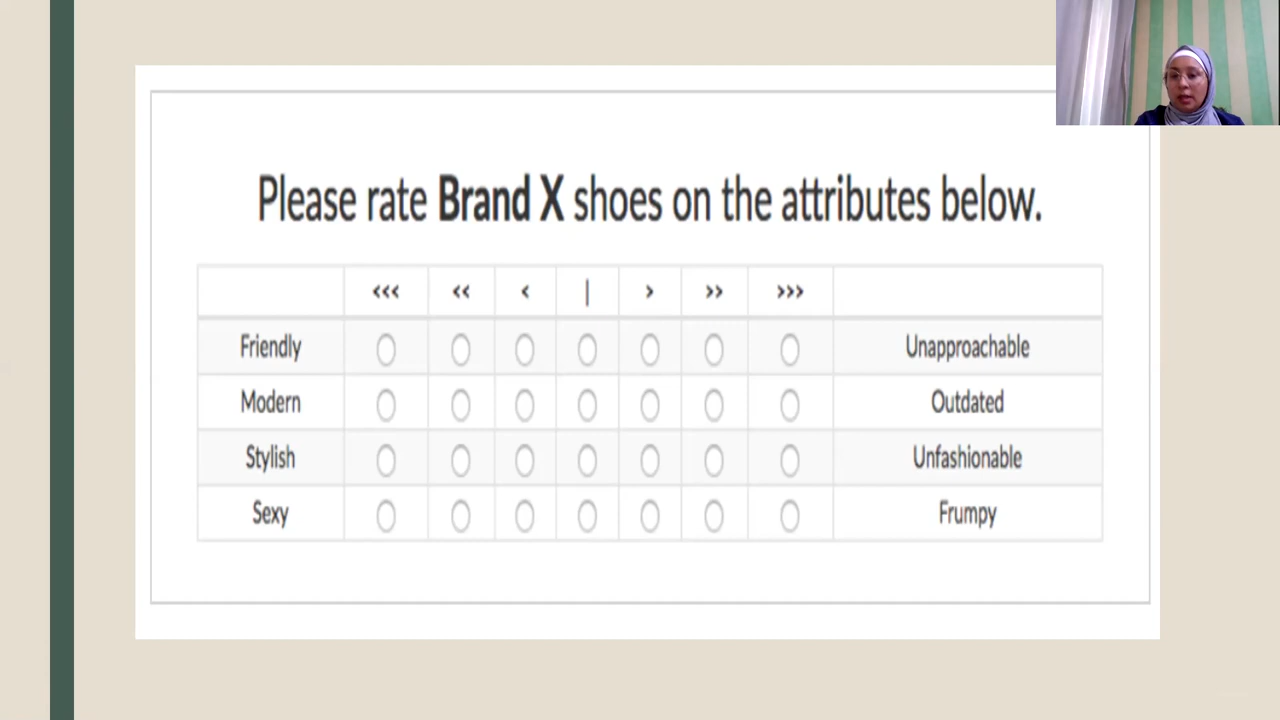 Please rate Brand X shoes on the attributes below.
<<< << < | > >> >>>
Friendly Unapproachable
Modern Outdated
Stylish Unfashionable
Sexy Frumpy